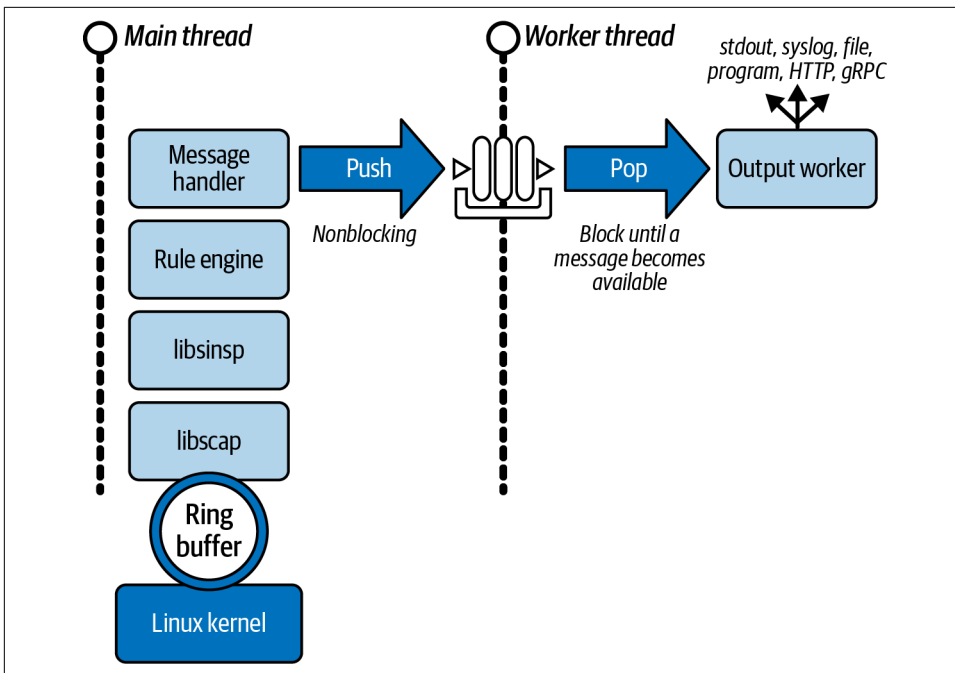 Main thread
Worker thread
stdout, syslog, file,
program, HTTP, gRPC
Message
handler
Push
Pop
Output worker
Nonblocking
Block until a
message becomes
available
Rule engine
libsinsp
libscap
Ring
buffer
Linux kernel